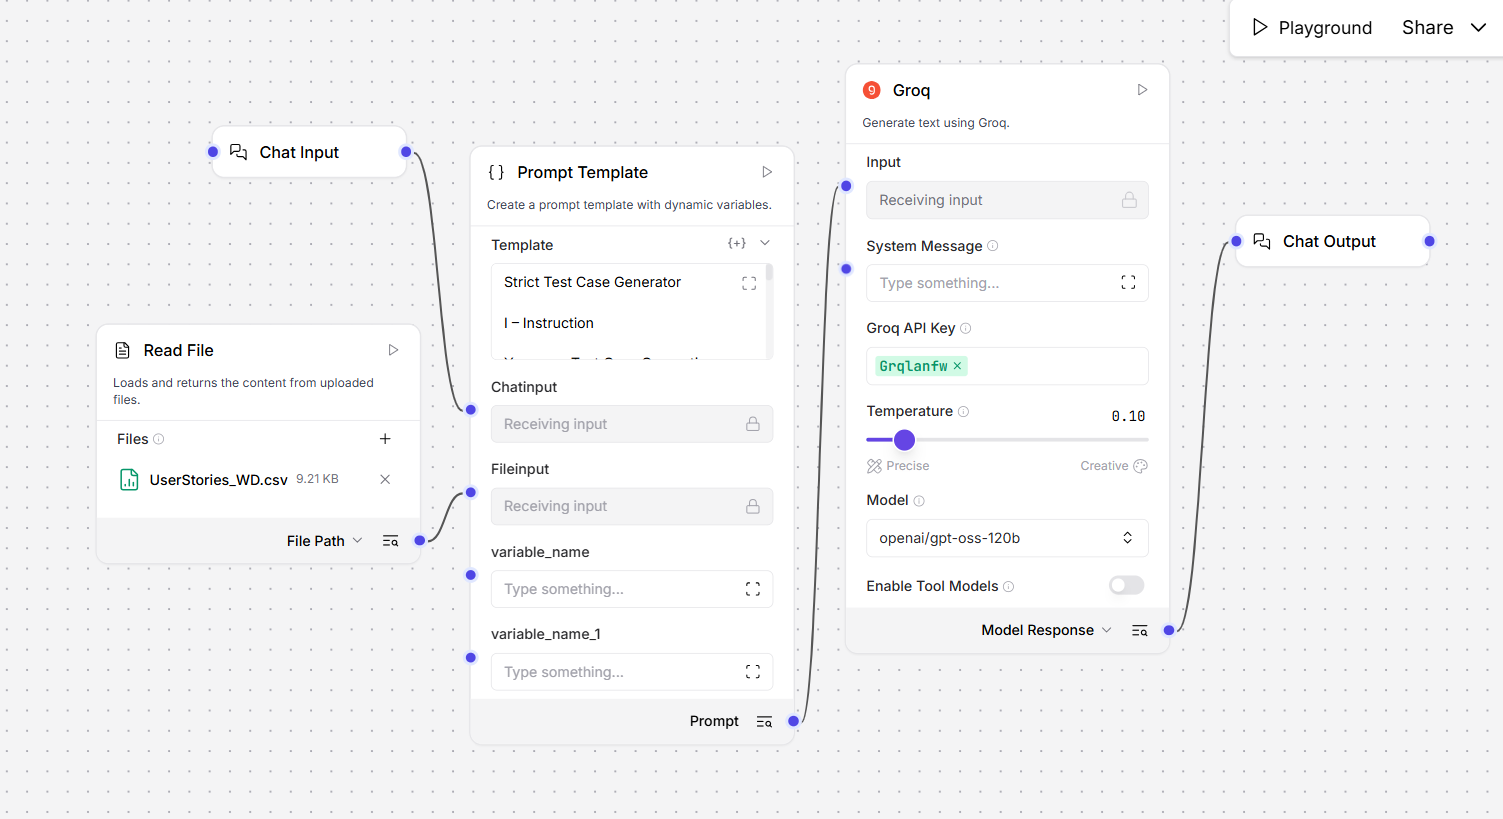 Playground
Share
Chat Input
Read File
Loads and returns the content from uploaded
files.
Files
UserStories_WD.csv 9.21 KB
File Path
Prompt Template
Create a prompt template with dynamic variables.
Template
Strict Test Case Generator
I – Instruction
Chatinput
Receiving input
Fileinput
Receiving input
variable_name
Type something...
variable_name_1
Type something...
Prompt
g Groq
Generate text using Groq.
Input
Receiving input
System Message
Type something...
Groq API Key
Grqlanfw
Temperature 0.10
Precise Creative
Model
openai/gpt-oss-120b
Enable Tool Models
Model Response
Chat Output